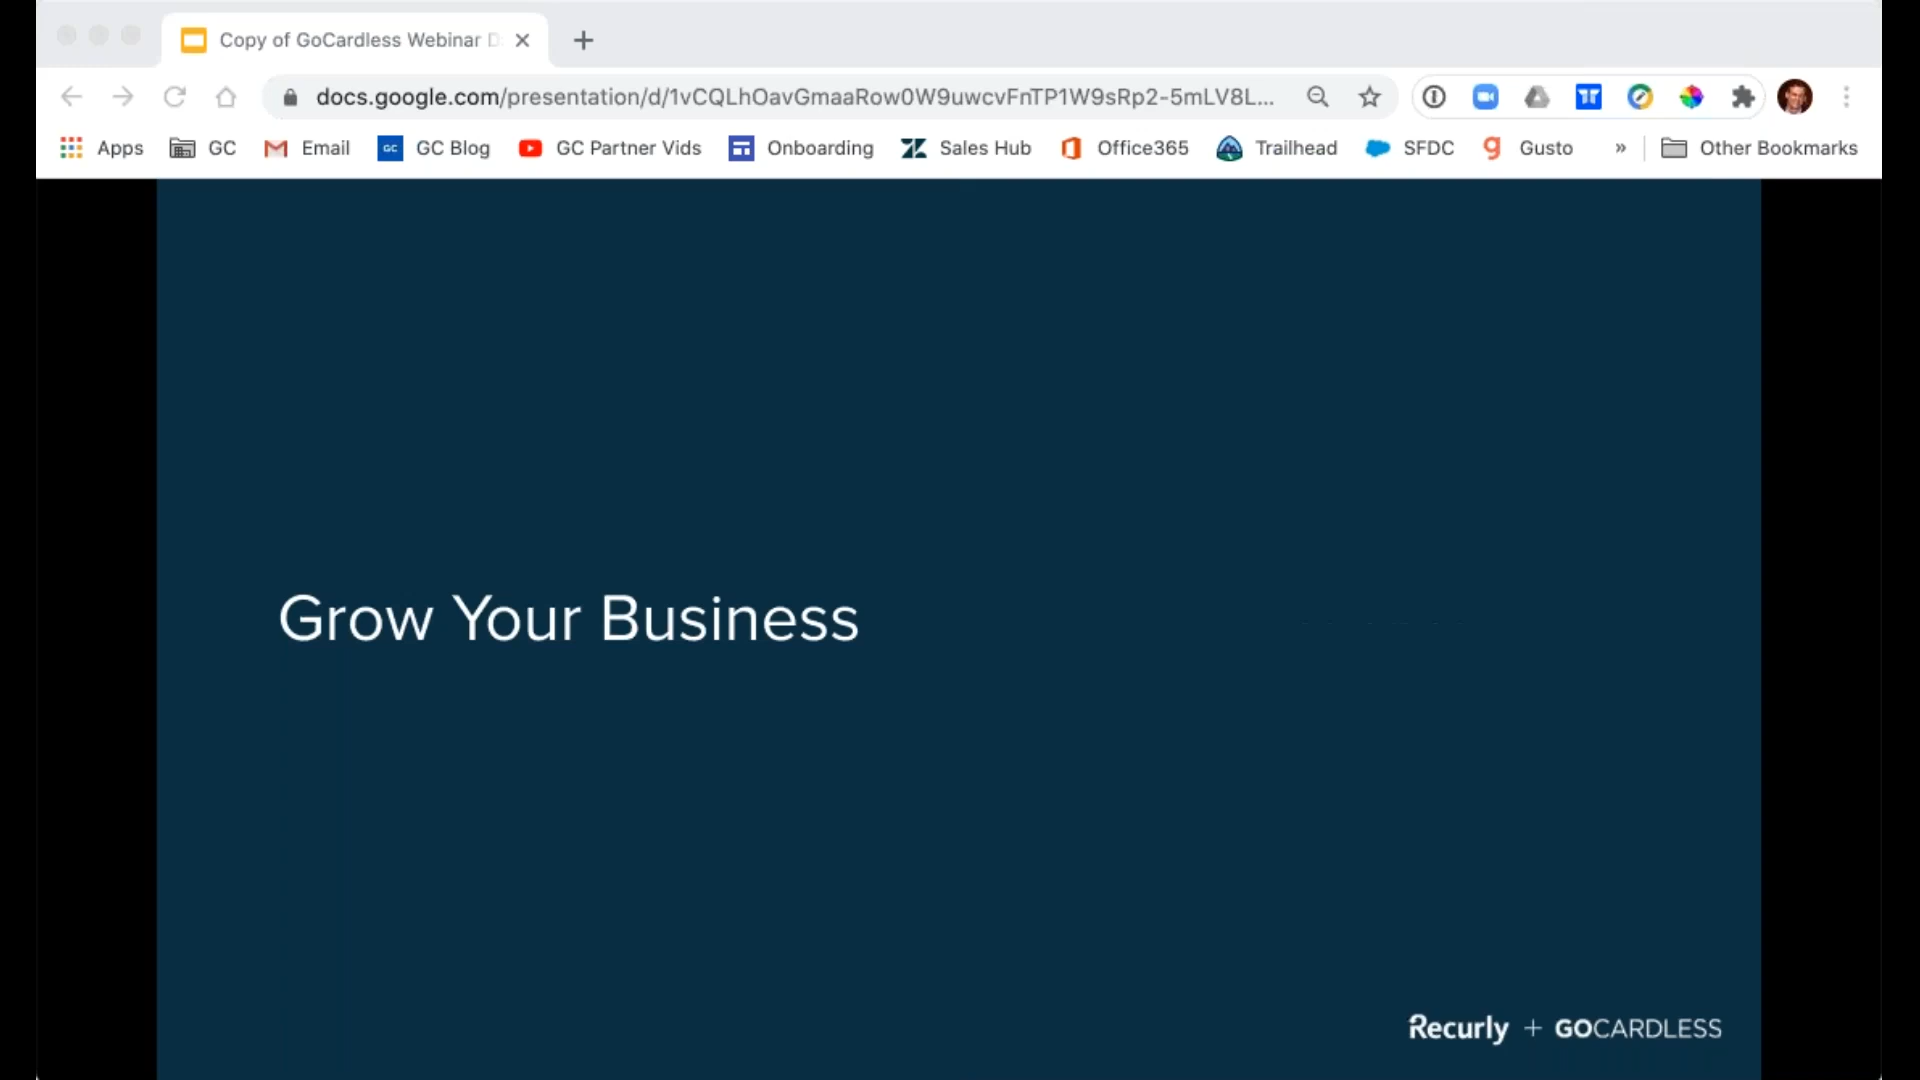 Copy of GoCardless Webinar D
docs.google.com/presentation/d/1vCQLhOavGmaaRow0W9uwcvFnTP1W9sRp2-5mLV8L...
Apps GC Email GC GC Blog GC Partner Vids Onboarding Sales Hub Office365 Trailhead SFDC Gusto » Other Bookmarks
Grow Your Business
Recurly + GOCARDLESS